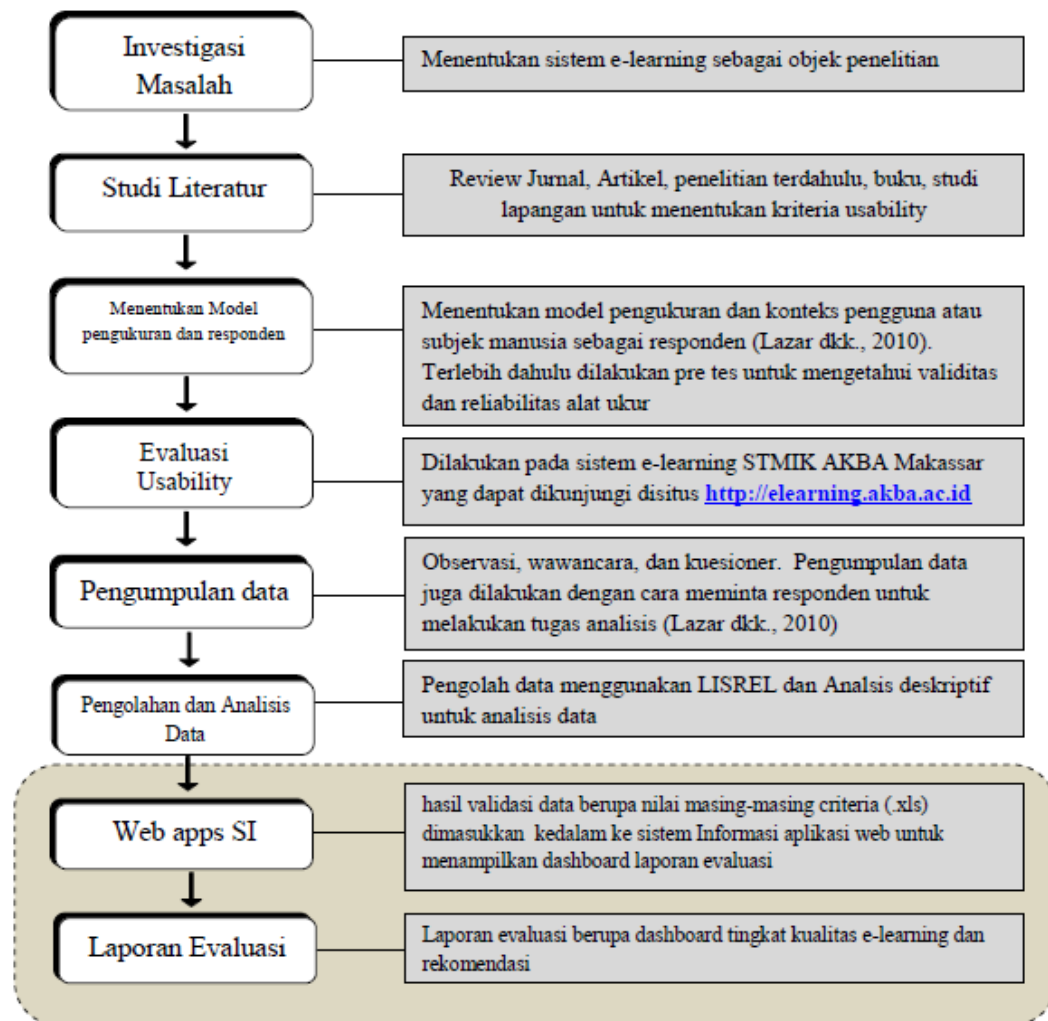 Investigasi
Masalah
Menentukan sistem e-learning sebagai objek penelitian
Studi Literatur
Review Jurnal, Artikel, penelitian terdahulu, buku, studi
lapangan untuk menentukan kriteria usability
Menentukan Model
pengukuran dan responden
Menentukan model pengukuran dan konteks pengguna atau
subjek manusia sebagai responden (Lazar dkk., 2010).
Terlebih dahulu dilakukan pre tes untuk mengetahui validitas
dan reliabilitas alat ukur
Evaluasi
Usability
Dilakukan pada sistem e-learning STMIK AKBA Makassar
yang dapat dikunjungi disitus http://elearning.akba.ac.id
Pengumpulan data
Observasi, wawancara, dan kuesioner. Pengumpulan data
juga dilakukan dengan cara meminta responden untuk
melakukan tugas analisis (Lazar dkk., 2010)
Pengolahan dan Analisis
Data
Pengolah data menggunakan LISREL dan Analsis deskriptif
untuk analisis data
Web apps SI
hasil validasi data berupa nilai masing-masing criteria (.xls)
dimasukkan kedalam ke sistem Informasi aplikasi web untuk
menampilkan dashboard laporan evaluasi
Laporan Evaluasi
Laporan evaluasi berupa dashboard tingkat kualitas e-learning dan
rekomendasi